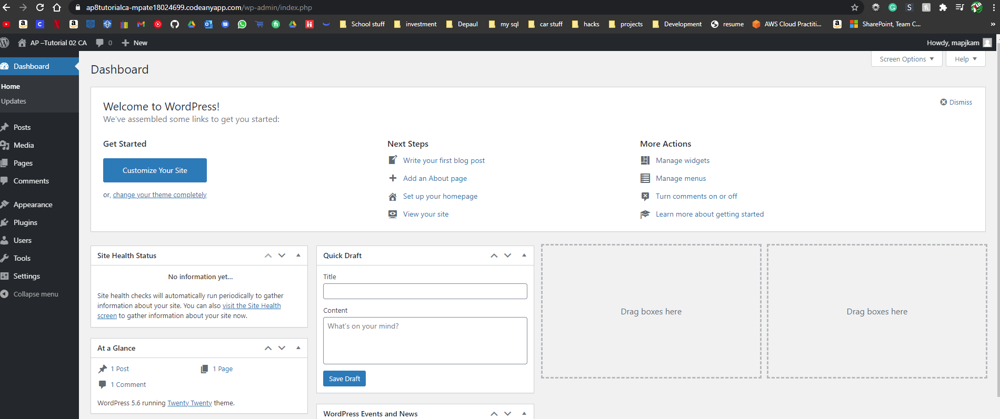 ap8tutorialca-mpate18024699.codeanyapp.com/wp-admin/index.php
School stuff investment Depaul my sql car stuff hacks projects Development resume AWS Cloud Practiti... SharePoint, Team C... »
AP –Tutorial 02 CA 0 New Howdy, mapjkam
Dashboard
Home
Updates
Posts
Media
Pages
Comments
Appearance
Plugins
Users
Tools
Settings
Collapse menu
Screen Options Help
Dashboard
Welcome to WordPress!
Dismiss
We've assembled some links to get you started:
Get Started
Customize Your Site
or, change your theme completely
Next Steps
Write your first blog post
Add an About page
Set up your homepage
View your site
More Actions
Manage widgets
Manage menus
Turn comments on or off
Learn more about getting started
Site Health Status
No information yet...
Site health checks will automatically run periodically to gather
information about your site. You can also visit the Site Health
screen to gather information about your site now.
At a Glance
1 Post 1 Page
1 Comment
WordPress 5.6 running Twenty Twenty theme.
Quick Draft
Title
Content
What's on your mind?
Save Draft
WordPress Events and News
Drag boxes here
Drag boxes here